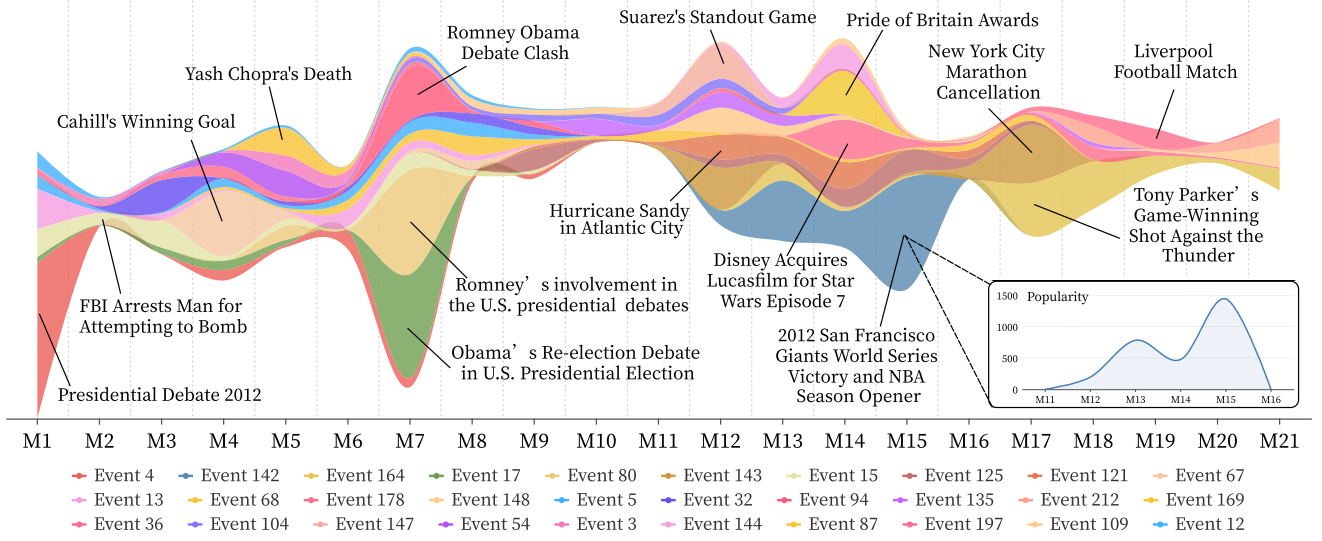 Suarez's Standout Game
Pride of Britain Awards
Romney Obama
Debate Clash
New York City
Marathon
Cancellation
Liverpool
Football Match
Yash Chopra's Death
Cahill's Winning Goal
Hurricane Sandy
in Atlantic City
Tony Parker’s
Game-Winning
Shot Against the
Thunder
Disney Acquires
Lucasfilm for Star
Wars Episode 7
FBI Arrests Man for
Attempting to Bomb
Romney’s involvement in
the U.S. presidential debates
Obama’s Re-election Debate
in U.S. Presidential Election
2012 San Francisco
Giants World Series
Victory and NBA
Season Opener
Presidential Debate 2012
Popularity
1500
1000
500
0
M11 M12 M13 M14 M15 M16
M1 M2 M3 M4 M5 M6 M7 M8 M9 M10 M11 M12 M13 M14 M15 M16 M17 M18 M19 M20 M21
Event 4 Event 142 Event 164 Event 17 Event 80 Event 143 Event 15 Event 125 Event 121 Event 67
Event 13 Event 68 Event 178 Event 148 Event 5 Event 32 Event 94 Event 135 Event 212 Event 169
Event 36 Event 104 Event 147 Event 54 Event 3 Event 144 Event 87 Event 197 Event 109 Event 12